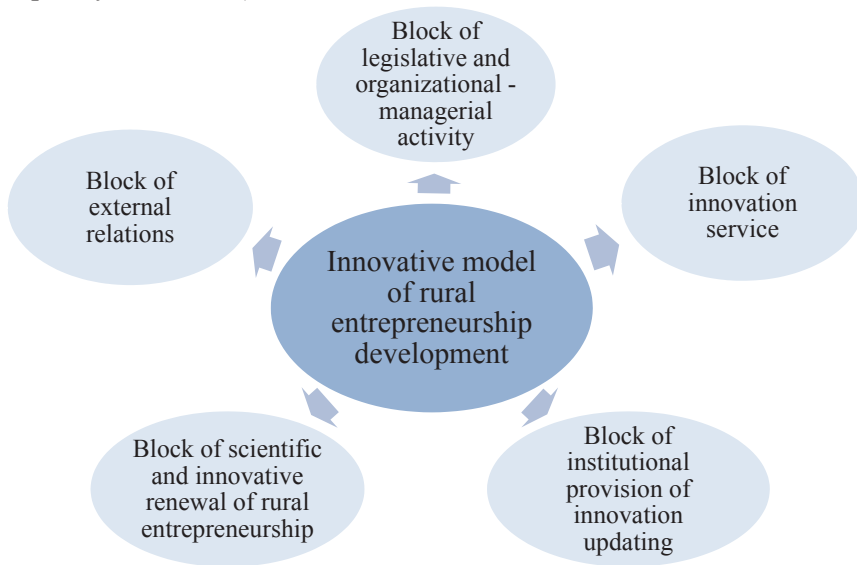 Block of
legislative and
organizational -
managerial
activity
Block of
external
relations
Block of
innovation
service
Innovative model
of rural
entrepreneurship
development
Block of scientific
and innovative
renewal of rural
entrepreneurship
Block of
institutional
provision of
innovation
updating